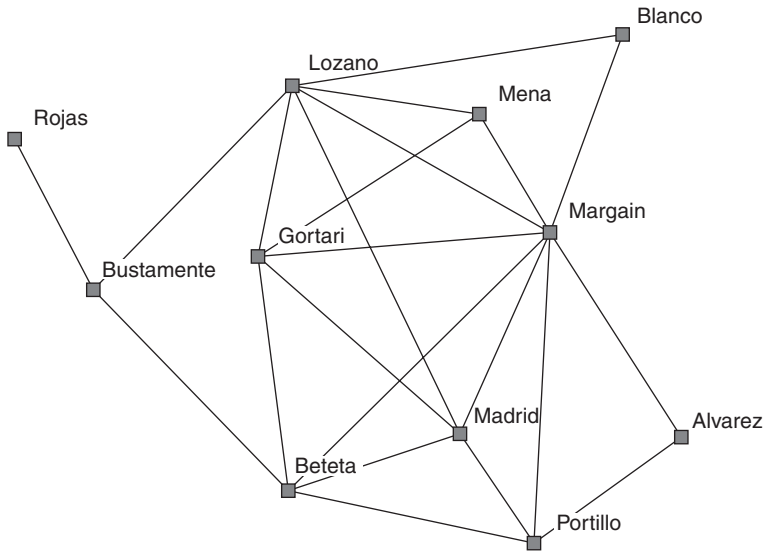 Blanco
Lozano
Mena
Rojas
Margain
Gortari
Bustamente
Madrid
Alvarez
Beteta
Portillo